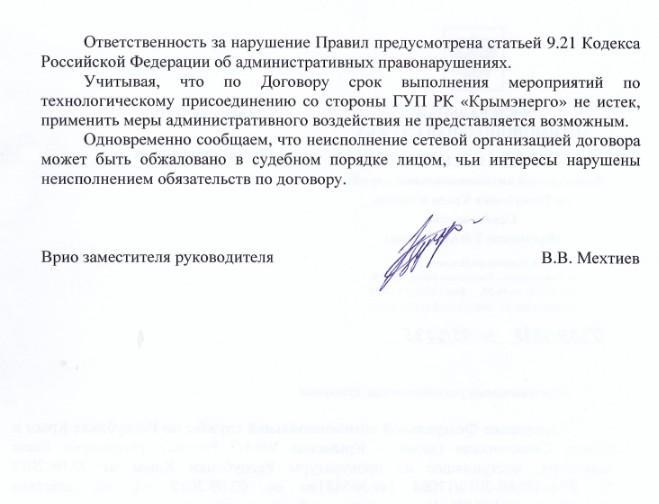 Ответственность за нарушение Правил предусмотрена статьей 9.21 Кодекса
Российской Федерации об административных правонарушениях.
Учитывая, что по Договору срок выполнения мероприятий по
технологическому присоединению со стороны ГУП РК «Крымэнерго» не истек,
применить меры административного воздействия не представляется возможным.
Одновременно сообщаем, что неисполнение сетевой организацией договора
может быть обжаловано в судебном порядке лицом, чьи интересы нарушены
неисполнением обязательств по договору.
Врио заместителя руководителя В.В. Мехтиев